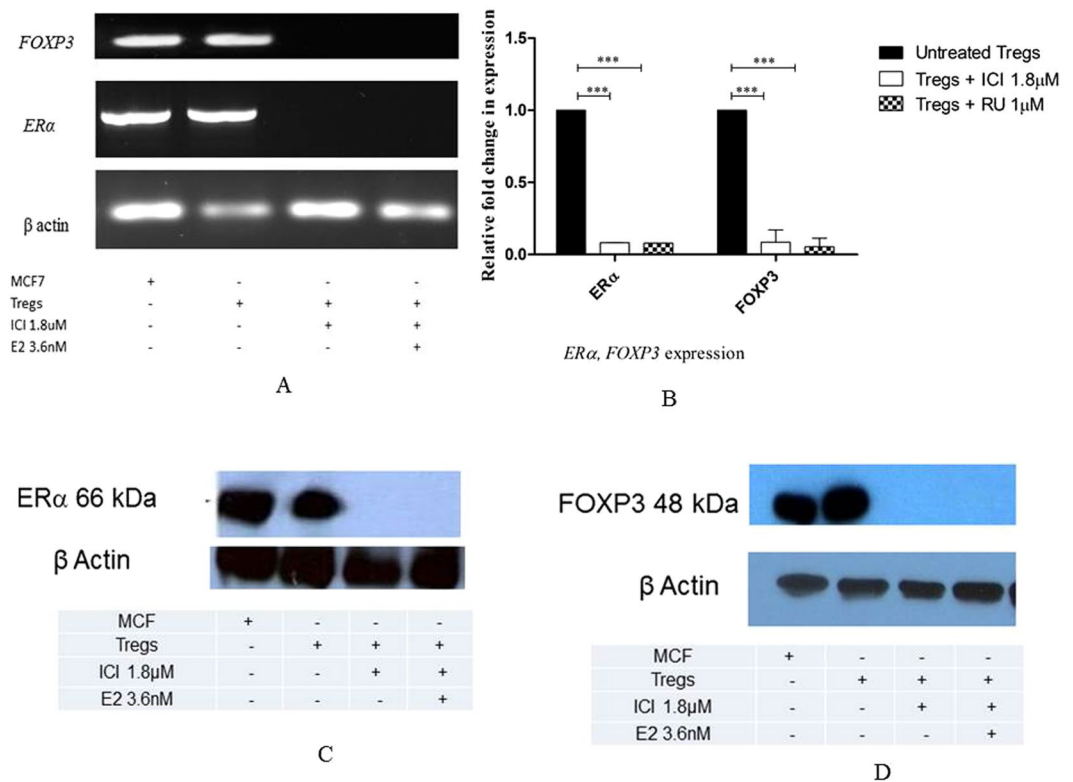 FOXP3
ERα
β actin
MCF7 + - - -
Tregs - + + +
ICI 1.8uM - - + +
E2 3.6nM - - - +
A
Relative fold change in expression
1.5
1.0
0.5
0.0
*** ***
*** ***
ERα FOXP3
ERα, FOXP3 expression
Untreated Tregs
Tregs + ICI 1.8μM
Tregs + RU 1μM
B
ERα 66 kDa
β Actin
MCF + - - -
Tregs - + + +
ICI 1.8μM - - + +
E2 3.6nM - - - +
C
FOXP3 48 kDa
β Actin
MCF + - - -
Tregs - + + +
ICI 1.8μM - - + +
E2 3.6nM - - - +
D